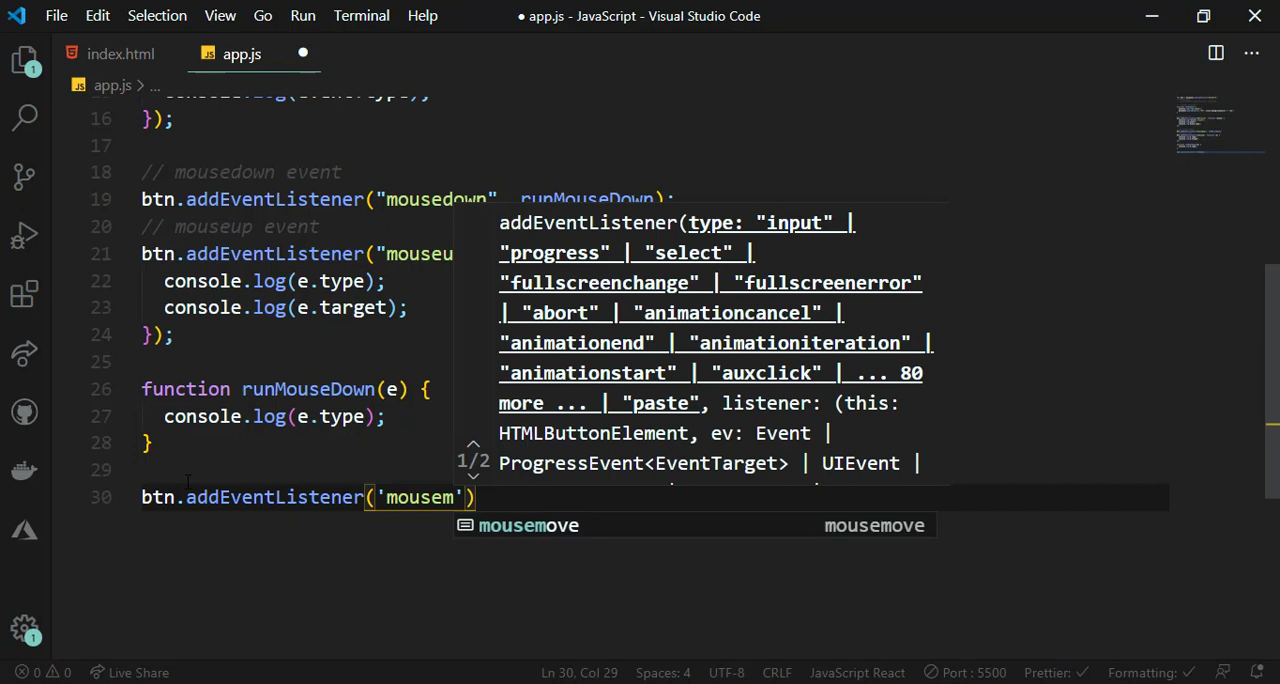 File Edit Selection View Go Run Terminal Help ● app.js - JavaScript - Visual Studio Code
index.html app.js
app.js > ...
16 });
17
18 // mousedown event
19 btn.addEventListener("mousedown", runMouseDown);
20 // mouseup event
21 btn.addEventListener("mouseu
22 console.log(e.type);
23 console.log(e.target);
24 });
25
26 function runMouseDown(e) {
27 console.log(e.type);
28 }
29
30 btn.addEventListener('mousem')
addEventListener(type: "input" |
"progress" | "select" |
"fullscreenchange" | "fullscreenerror"
| "abort" | "animationcancel" |
"animationend" | "animationiteration" |
"animationstart" | "auxclick" | ... 80
more ... | "paste", listener: (this:
HTMLButtonElement, ev: Event |
1/2
ProgressEvent<EventTarget> | UIEvent |
mousemove mousemove
1
1
0 0 Live Share Ln 30, Col 29 Spaces: 4 UTF-8 CRLF JavaScript React Port : 5500 Prettier: ✓ Formatting: ✓